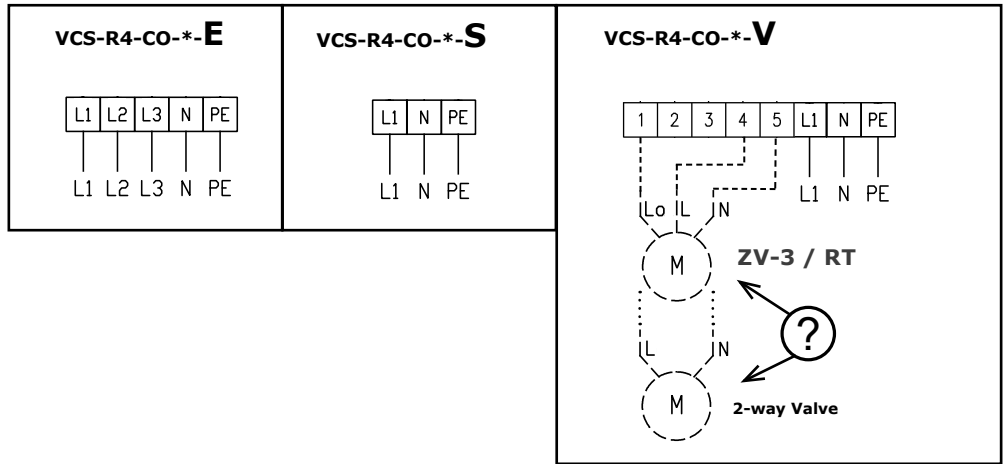 VCS-R4-CO-*-E
L1 L2 L3 N PE
L1 L2 L3 N PE
VCS-R4-CO-*-S
L1 N PE
L1 N PE
VCS-R4-CO-*-V
1 2 3 4 5 L1 N PE
L1 N PE
Lo L N
M
ZV-3 / RT
?
L N
M
2-way Valve